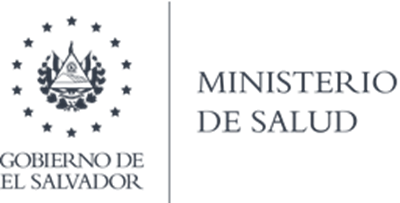 GOBIERNO DE
EL SALVADOR
MINISTERIO
DE SALUD